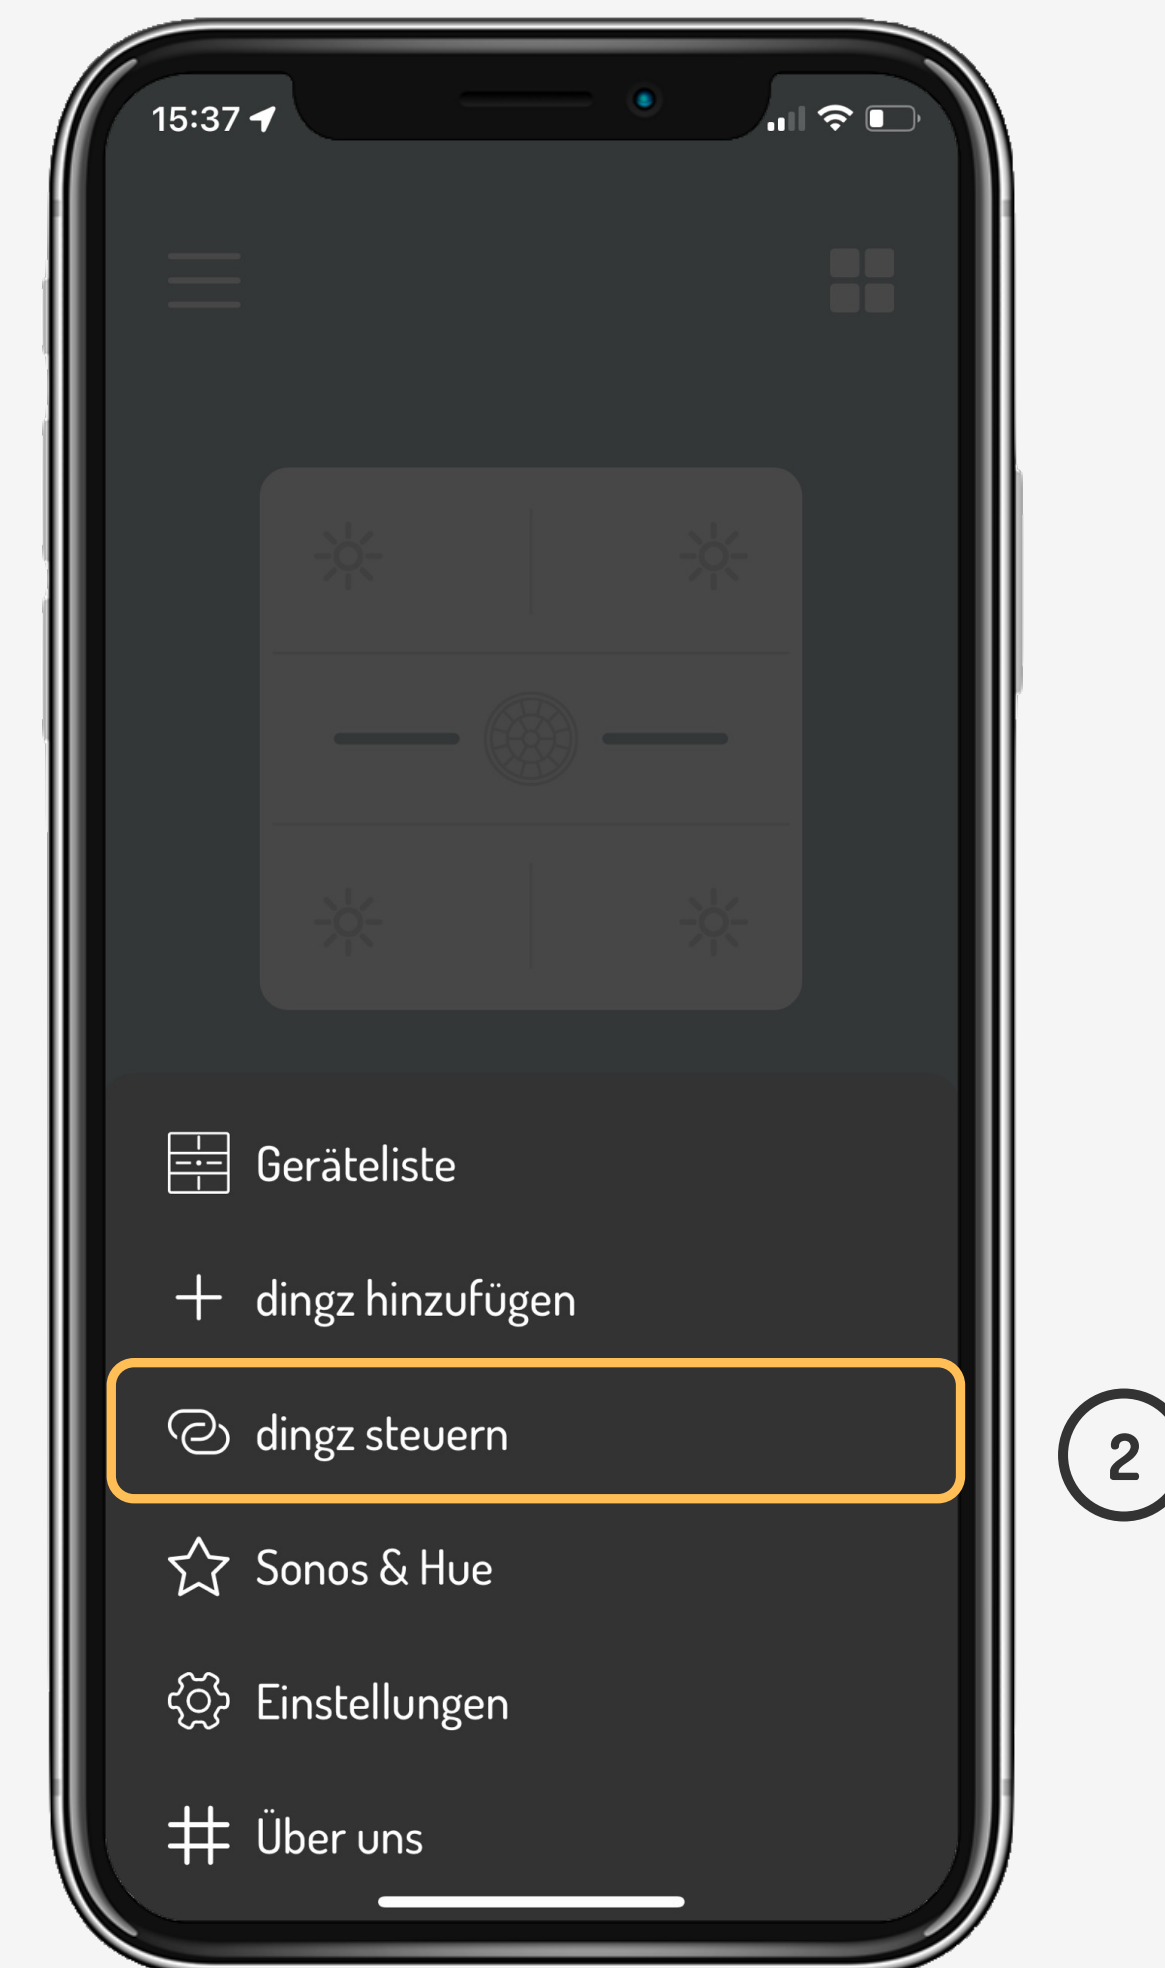 15:37
Geräteliste
dingz hinzufügen
dingz steuern
2
Sonos & Hue
Einstellungen
Über uns